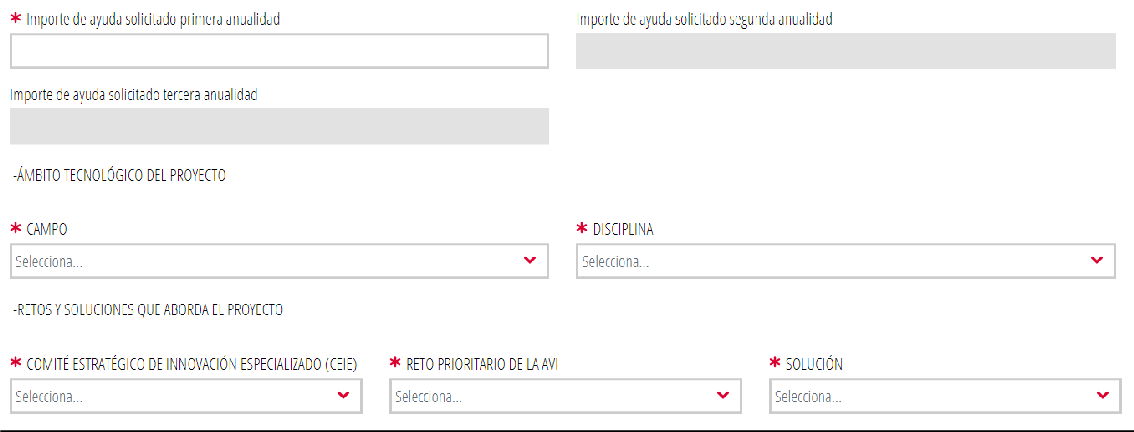 * Importe de ayuda solicitado primera anualidad
Importe de ayuda solicitado segunda anualidad
Importe de ayuda solicitado tercera anualidad
-ÁMBITO TECNOLÓGICO DEL PROYECTO
* CAMPO
* DISCIPLINA
Selecciona...
Selecciona...
-RETOS Y SOLUCIONES QUE ABORDA EL PROYECTO
* COMITÉ ESTRATÉGICO DE INNOVACIÓN ESPECIALIZADO (CEIE)
* RETO PRIORITARIO DE LA AVI
* SOLUCIÓN
Selecciona...
Selecciona...
Selecciona...